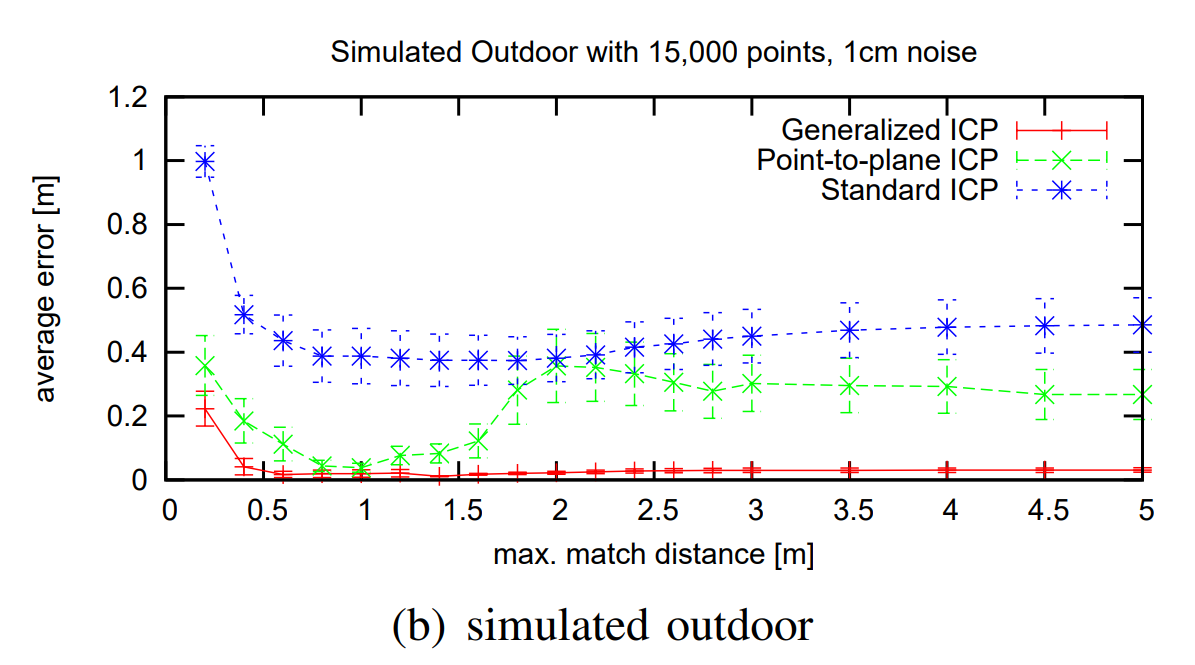 Simulated Outdoor with 15,000 points, 1cm noise
1.2
1
0.8
0.6
0.4
0.2
0
average error [m]
Generalized ICP
Point-to-plane ICP
Standard ICP
0 0.5 1 1.5 2 2.5 3 3.5 4 4.5 5
max. match distance [m]
(b) simulated outdoor